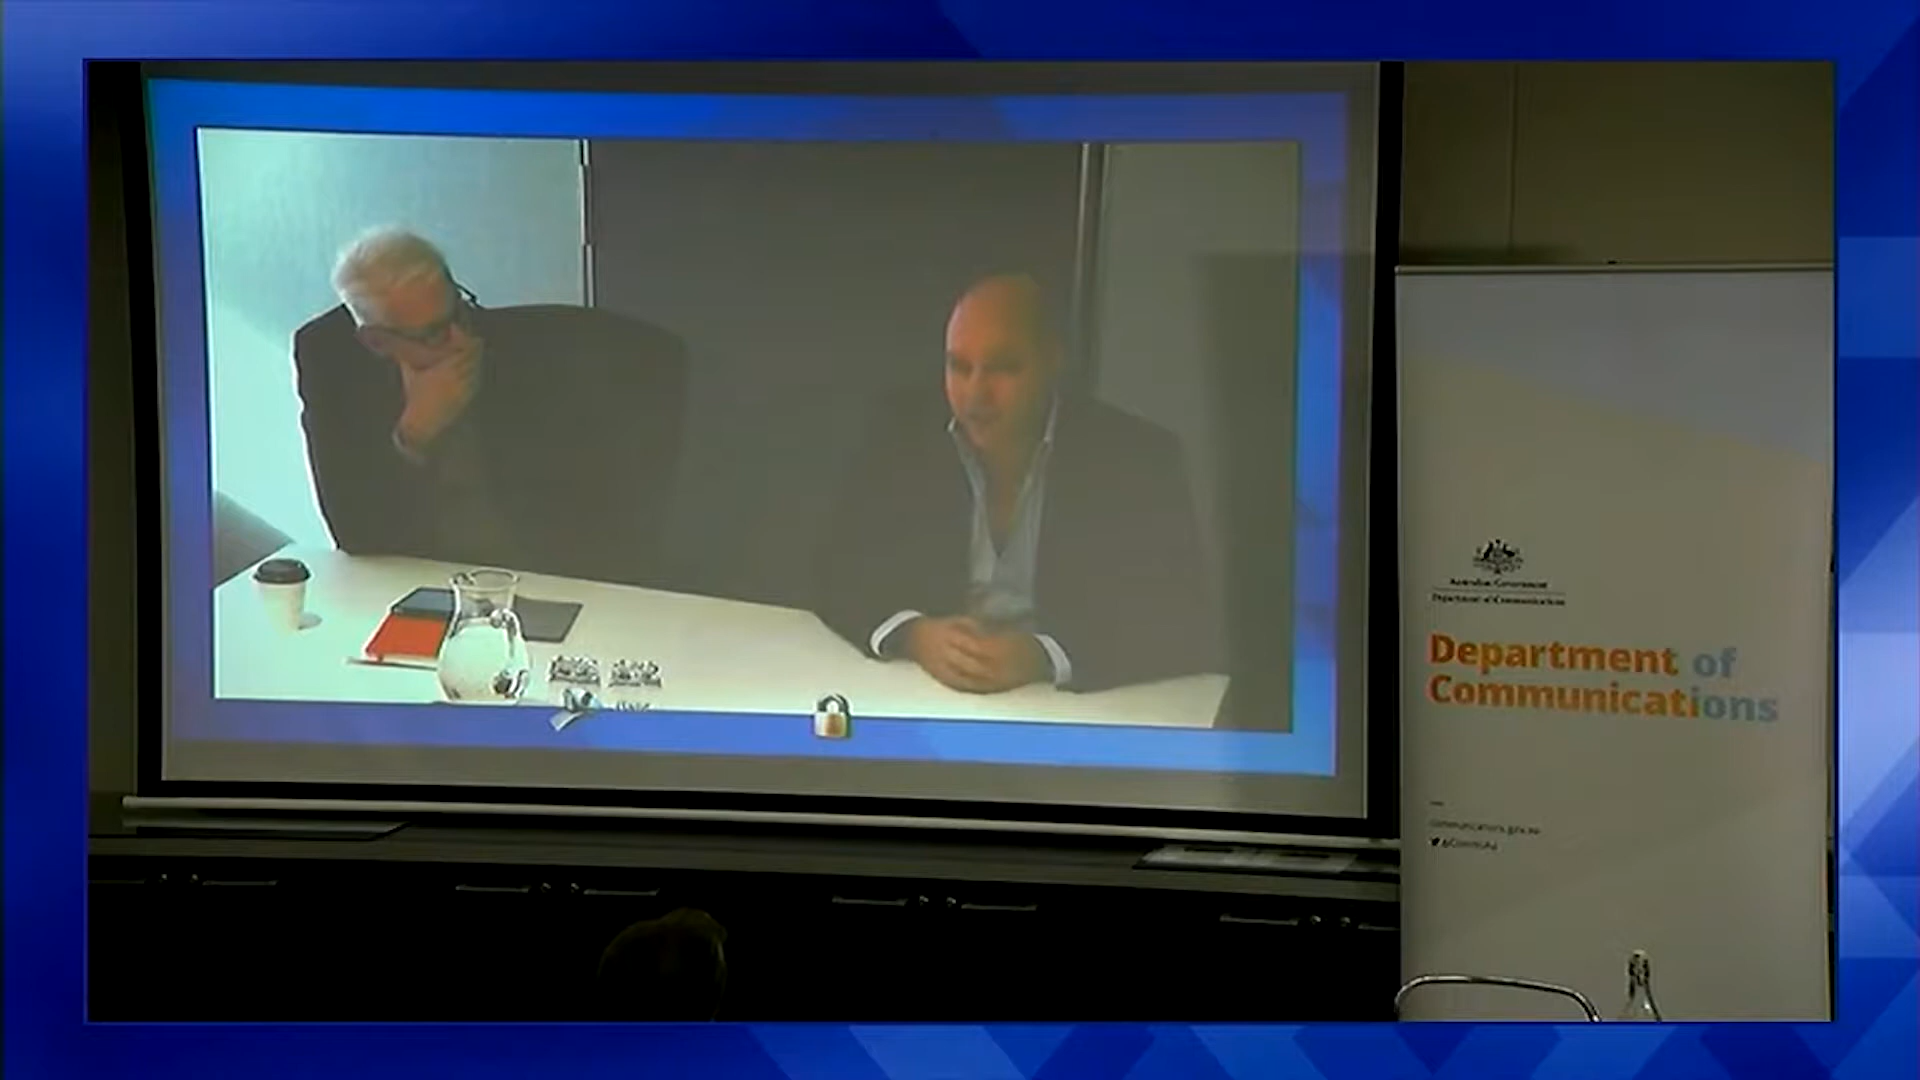 Australian Government
Department of Communications
Department of
Communications
communications.gov.au
@CommsAu